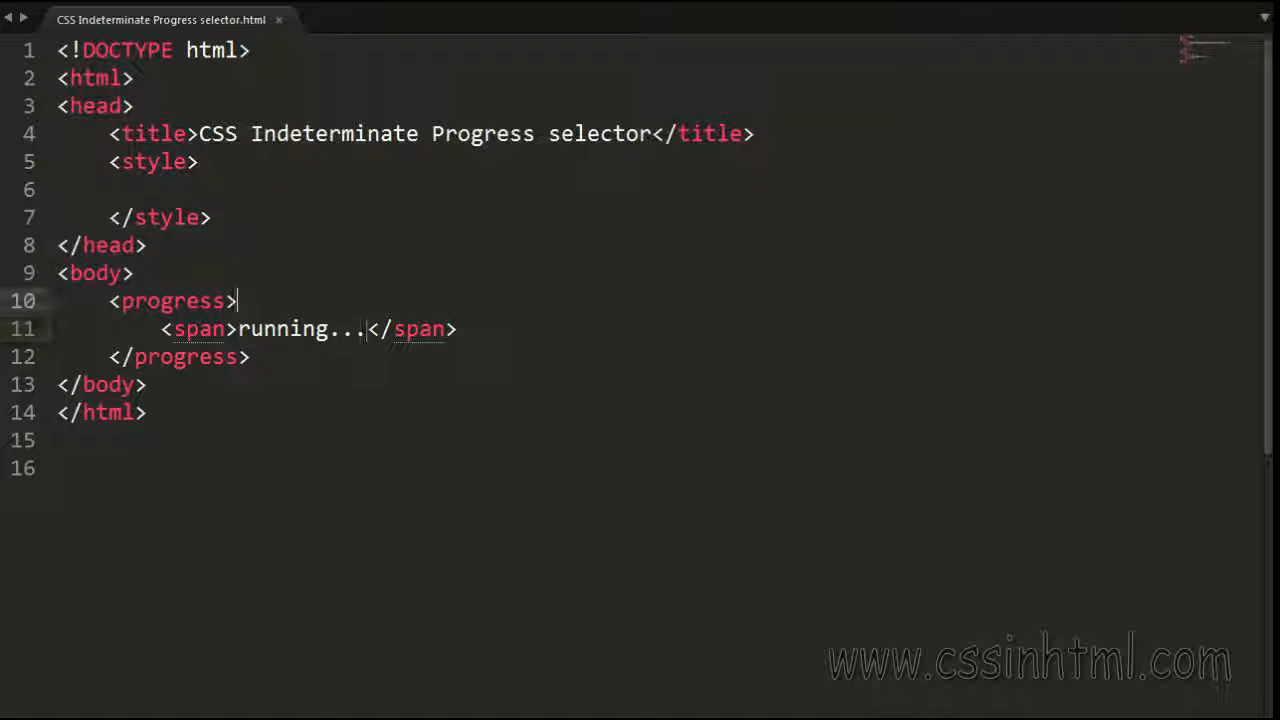 CSS Indeterminate Progress selector.html ×
1 <!DOCTYPE html>
2 <html>
3 <head>
4 <title>CSS Indeterminate Progress selector</title>
5 <style>
6
7 </style>
8 </head>
9 <body>
10 <progress>
11 <span>running...</span>
12 </progress>
13 </body>
14 </html>
15
16
www.cssinhtml.com